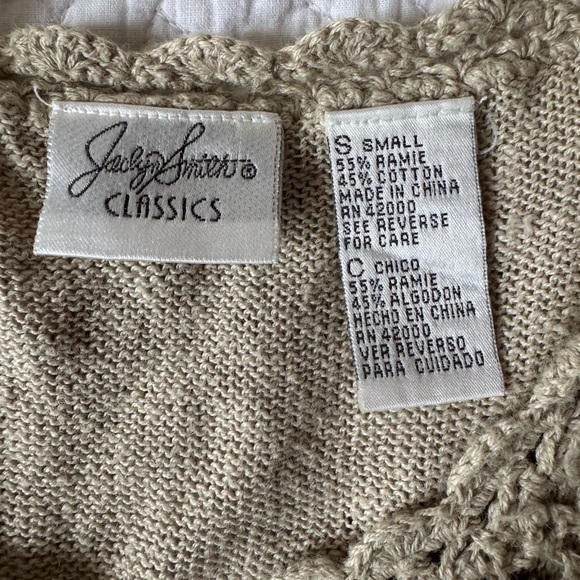 Jaclyn Smith®
CLASSICS
S SMALL
55% RAMIE
45% COTTON
MADE IN CHINA
RN 42000
SEE REVERSE
FOR CARE
C CHICO
55% RAMIE
45% ALGODON
HECHO EN CHINA
RN 42000
VER REVERSO
PARA CUIDADO